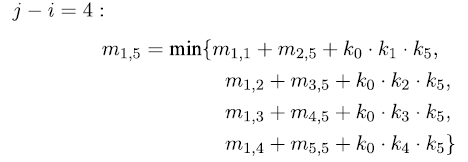 j − i = 4 :
m₁,₅ = min{m₁,₁ + m₂,₅ + k₀ · k₁ · k₅,
m₁,₂ + m₃,₅ + k₀ · k₂ · k₅,
m₁,₃ + m₄,₅ + k₀ · k₃ · k₅,
m₁,₄ + m₅,₅ + k₀ · k₄ · k₅}